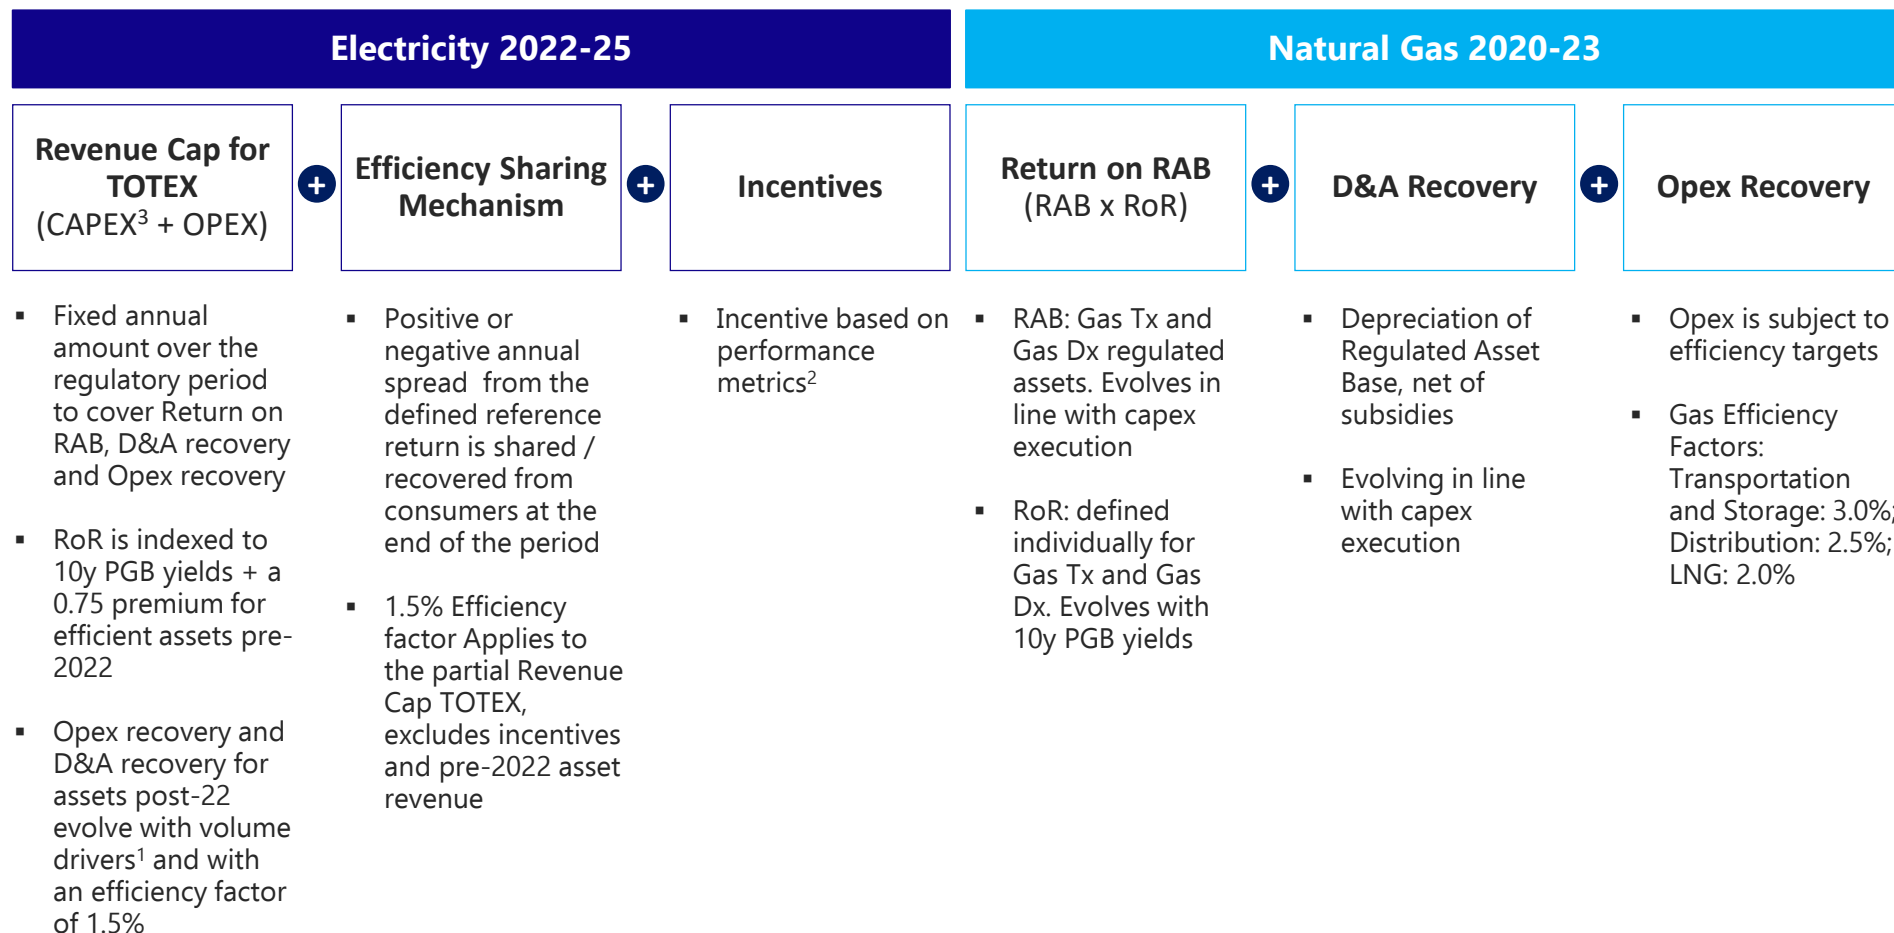 Electricity 2022-25
Revenue Cap for
TOTEX
(CAPEX³ + OPEX)
+
Efficiency Sharing
Mechanism
+
Incentives
▪ Fixed annual
amount over the
regulatory period
to cover Return on
RAB, D&A recovery
and Opex recovery
▪ RoR is indexed to
10y PGB yields + a
0.75 premium for
efficient assets pre-
2022
▪ Opex recovery and
D&A recovery for
assets post-22
evolve with volume
drivers¹ and with
an efficiency factor
of 1.5%
▪ Positive or
negative annual
spread from the
defined reference
return is shared /
recovered from
consumers at the
end of the period
▪ 1.5% Efficiency
factor Applies to
the partial Revenue
Cap TOTEX,
excludes incentives
and pre-2022 asset
revenue
▪ Incentive based on
performance
metrics²
Natural Gas 2020-23
Return on RAB
(RAB x RoR)
+
D&A Recovery
+
Opex Recovery
▪ RAB: Gas Tx and
Gas Dx regulated
assets. Evolves in
line with capex
execution
▪ RoR: defined
individually for
Gas Tx and Gas
Dx. Evolves with
10y PGB yields
▪ Depreciation of
Regulated Asset
Base, net of
subsidies
▪ Evolving in line
with capex
execution
▪ Opex is subject to
efficiency targets
▪ Gas Efficiency
Factors:
Transportation
and Storage: 3.0%;
Distribution: 2.5%;
LNG: 2.0%